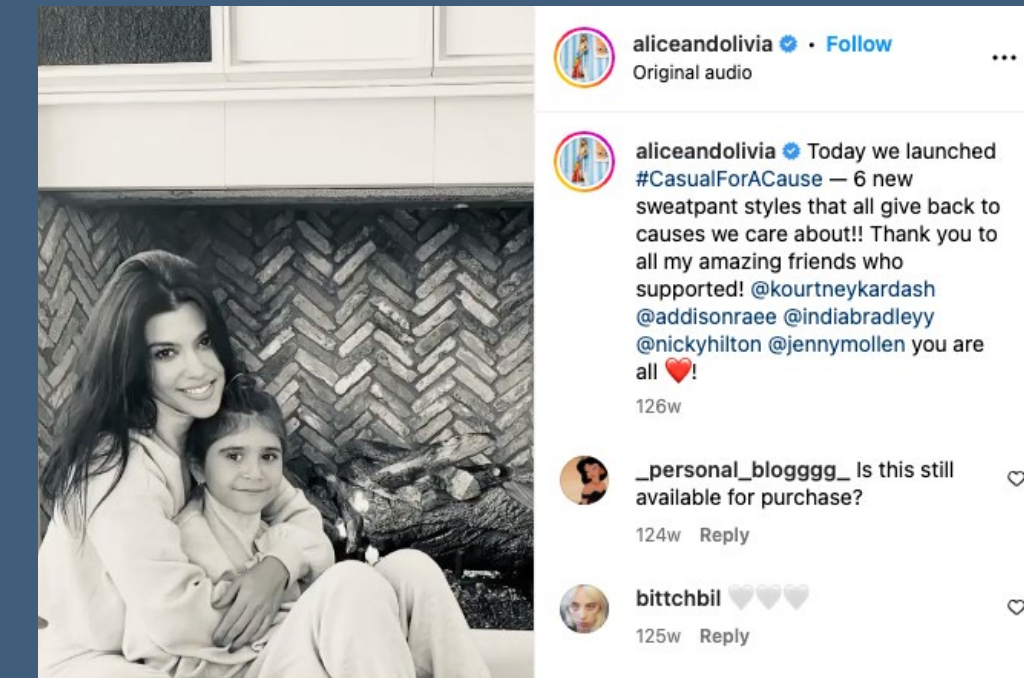 aliceandolivia • Follow
Original audio
aliceandolivia Today we launched
#CasualForACause — 6 new
sweatpant styles that all give back to
causes we care about!! Thank you to
all my amazing friends who
supported! @kourtneykardash
@addisonraee @indiabradleyy
@nickyhilton @jennymollen you are
all ❤️!
126w
_personal_blogggg_ Is this still
available for purchase?
124w Reply
bittchbil 🤍🤍🤍
125w Reply